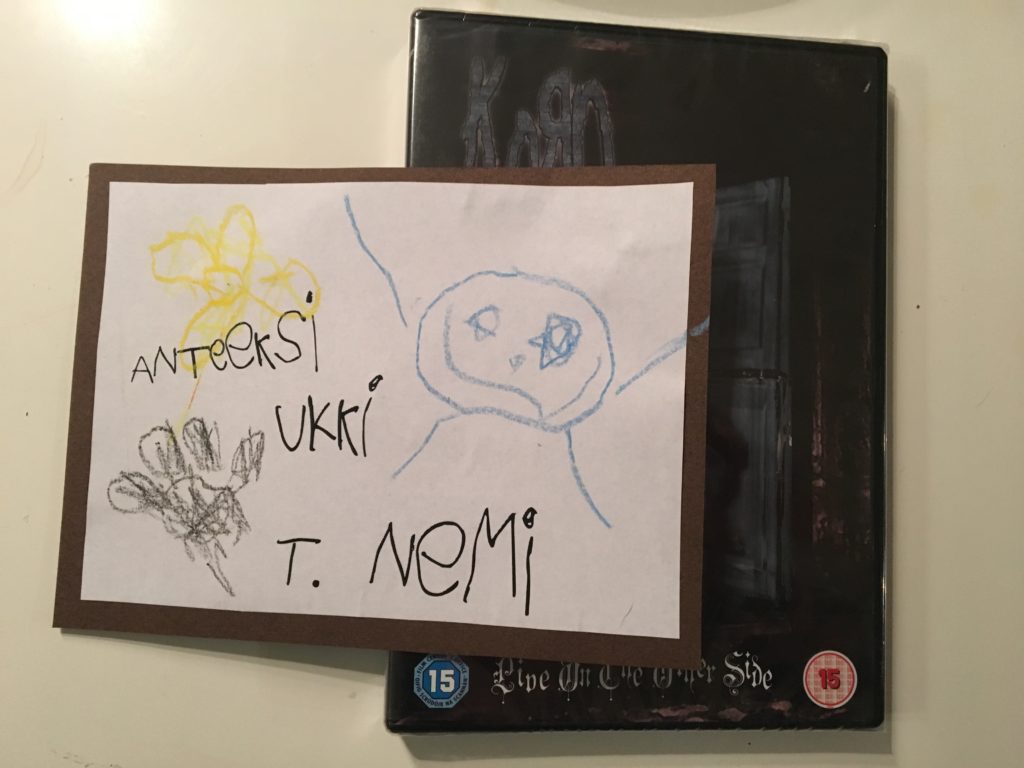 KoRn
ANTeeKSi
UKKi
T. NeMi
Live On The Other Side
15
15